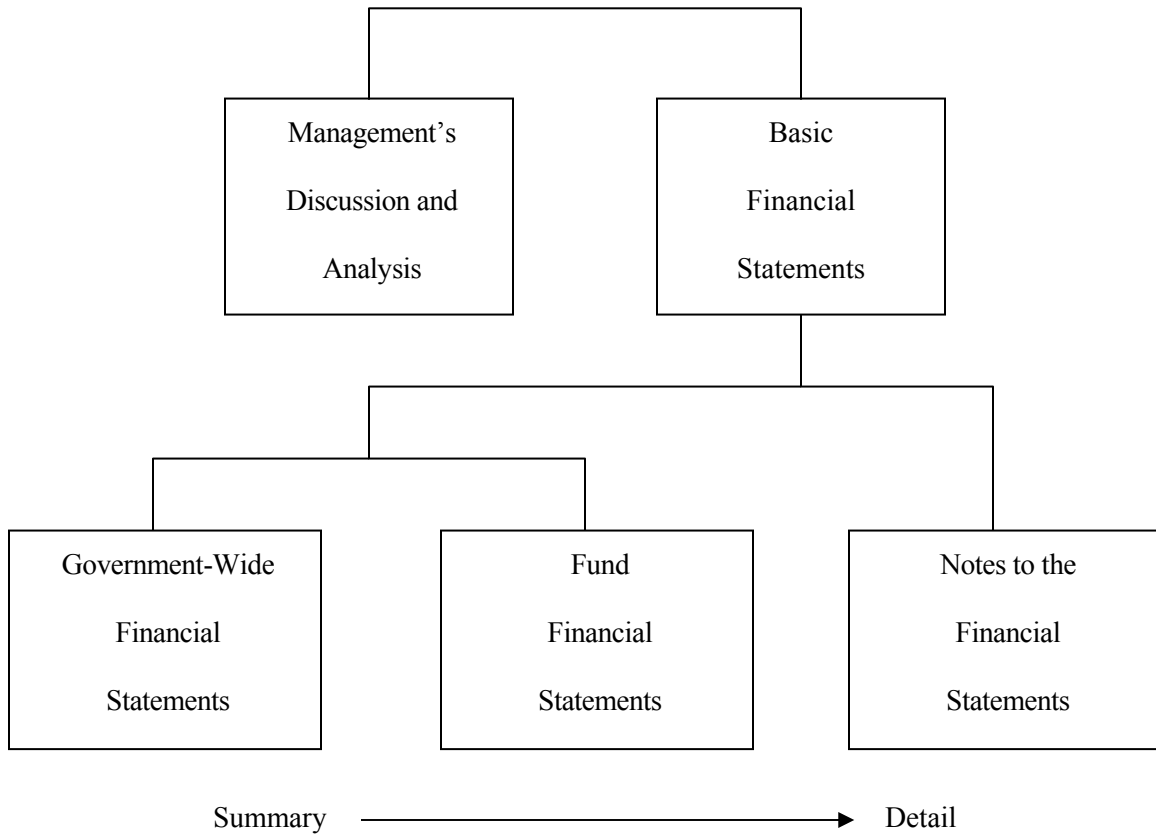 Management’s
Discussion and
Analysis
Basic
Financial
Statements
Government-Wide
Financial
Statements
Fund
Financial
Statements
Notes to the
Financial
Statements
Summary
Detail